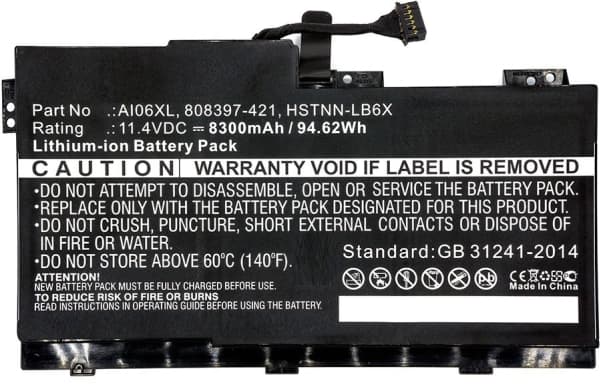 Part No .:AI06XL, 808397-421, HSTNN-LB6X
Rating .:11.4VDC ⎓ 8300mAh / 94.62Wh
Lithium-ion Battery Pack
CAUTION WARRANTY VOID IF LABEL IS REMOVED
•DO NOT ATTEMPT TO DISASSEMBLE, OPEN OR SERVICE THE BATTERY PACK.
•REPLACE ONLY WITH THE BATTERY PACK DESIGNATED FOR THIS PRODUCT.
•DO NOT CRUSH, PUNCTURE, SHORT EXTERNAL CONTACTS OR DISPOSE OF
IN FIRE OR WATER.
•DO NOT STORE ABOVE 60°C (140°F).
Standard:GB 31241-2014
ATTENTION!
NEW BATTERY PACK MUST BE FULLY CHARGED BEFORE USE.
TO REDUCE RISK OF FIRE OR BURNS
READ INSTRUCTIONS IN OPERATING GUIDE BEFORE BEFORE USING.
CE
Made In China